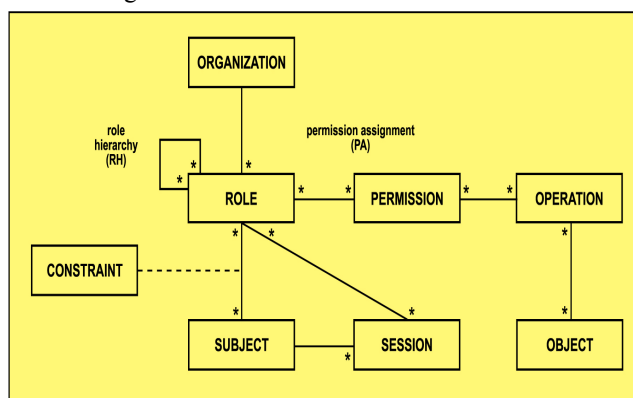 ORGANIZATION
role
hierarchy
(RH)
permission assignment
(PA)
*
*
*
ROLE
*
*
PERMISSION
*
*
OPERATION
*
*
*
CONSTRAINT
*
*
*
SUBJECT
*
SESSION
OBJECT